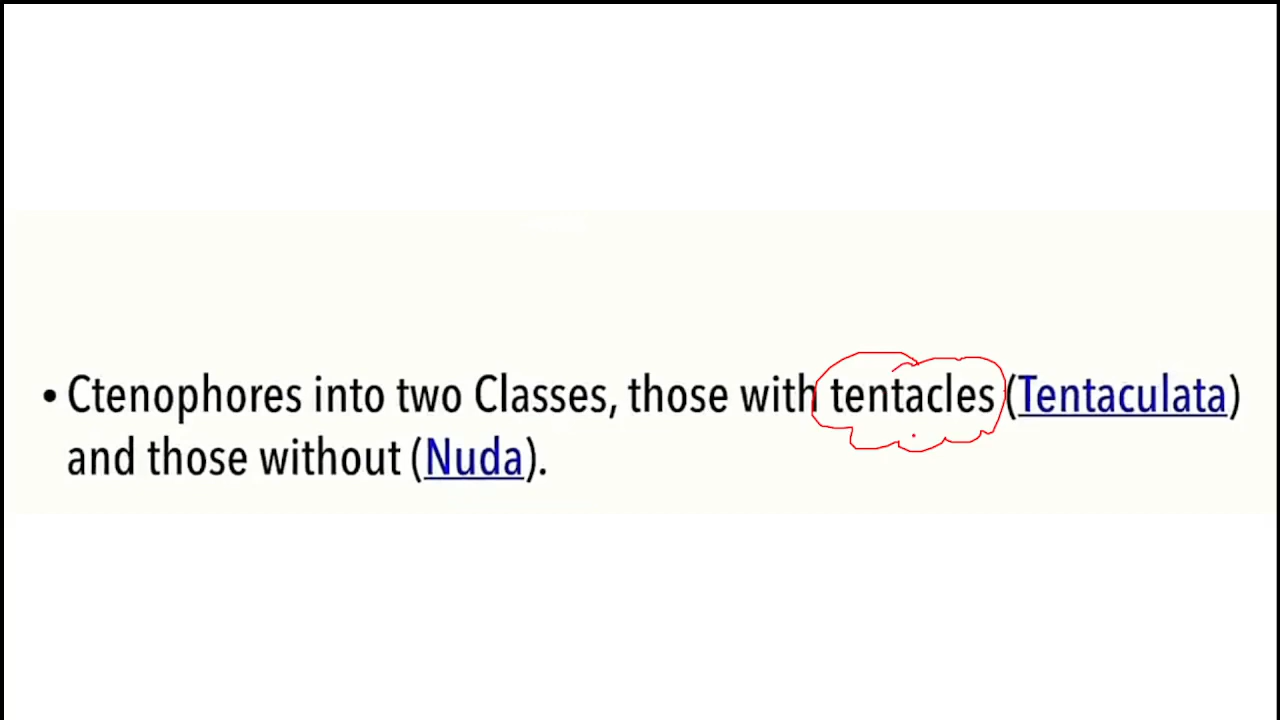 • Ctenophores into two Classes, those with tentacles (Tentaculata)
and those without (Nuda).